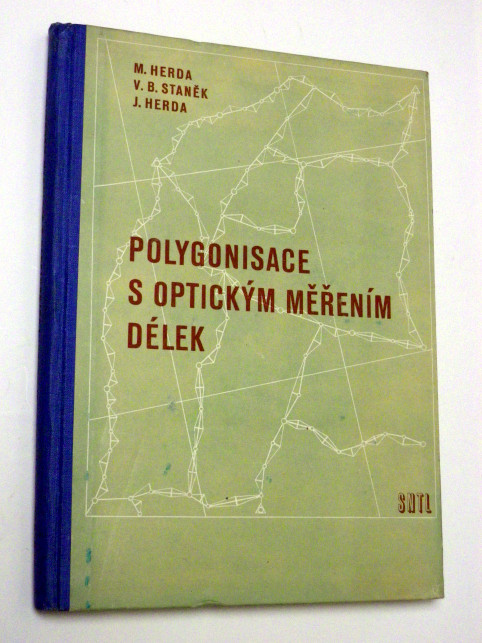 M. HERDA
V. B. STANĚK
J. HERDA
POLYGONISACE
S OPTICKÝM MĚŘENÍM
DÉLEK
SNTL